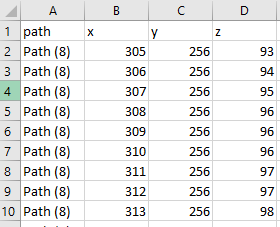 A B C D
1 path x y z
2 Path (8) 305 256 93
3 Path (8) 306 256 94
4 Path (8) 307 256 95
5 Path (8) 308 256 96
6 Path (8) 309 256 96
7 Path (8) 310 256 96
8 Path (8) 311 256 97
9 Path (8) 312 256 97
10 Path (8) 313 256 98